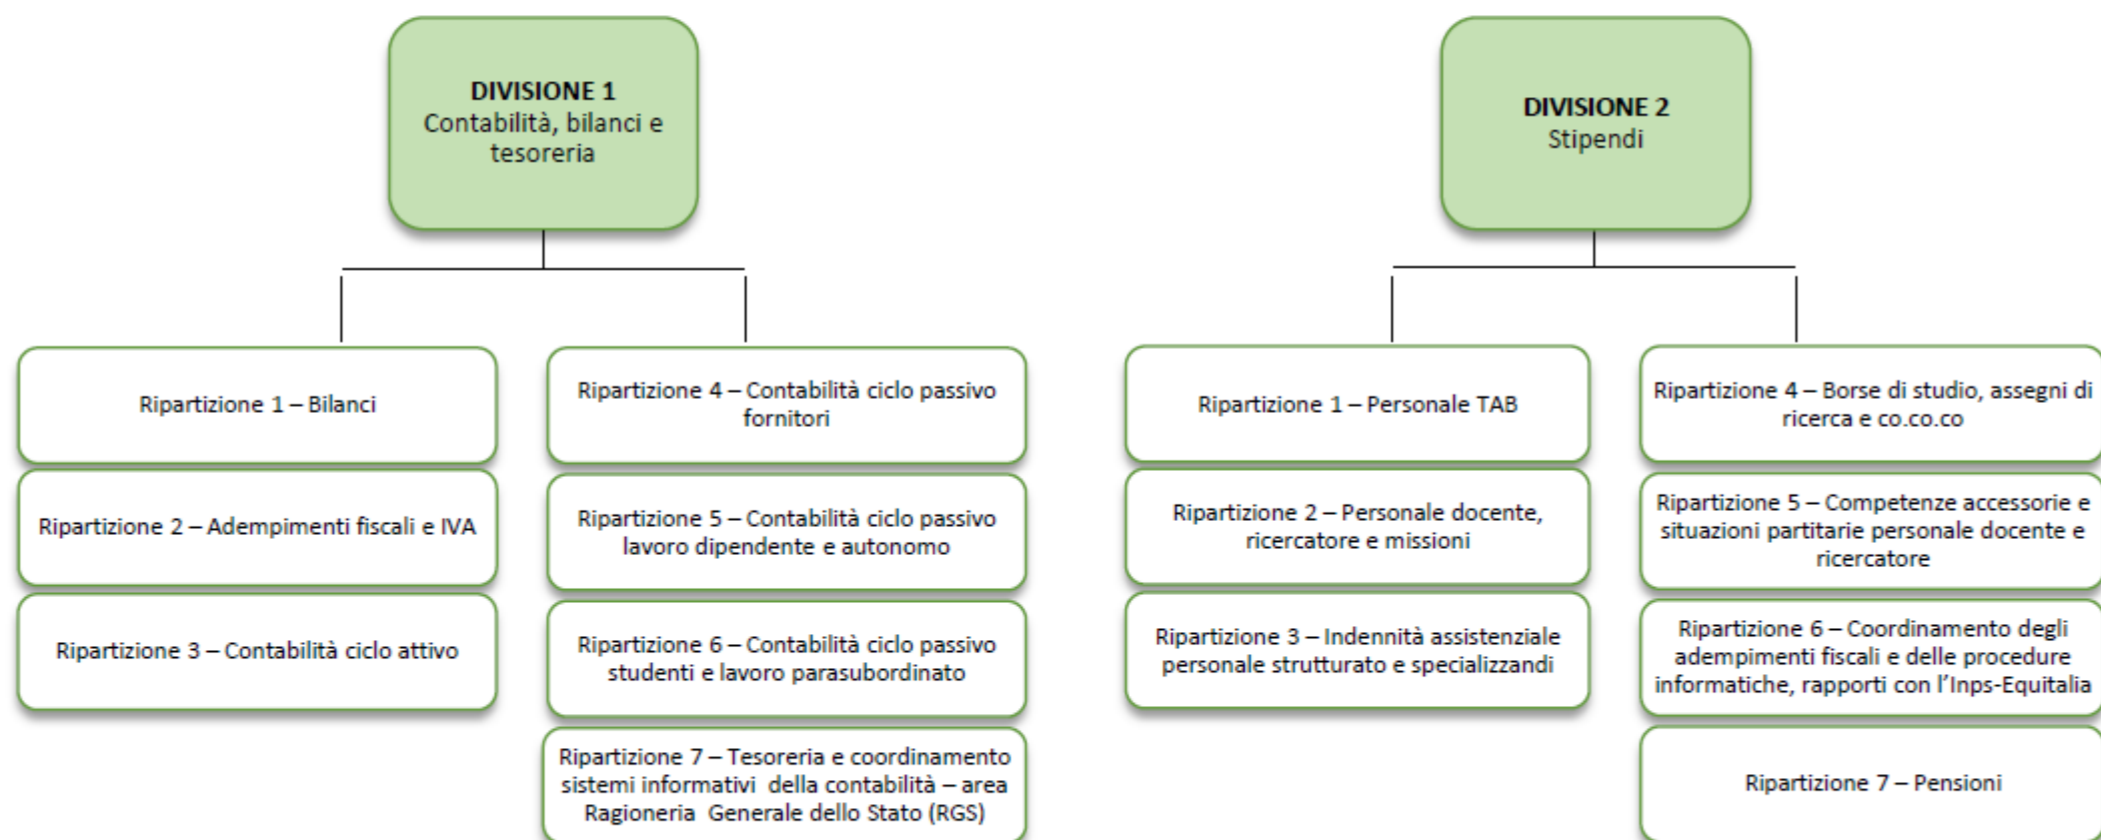 DIVISIONE 1
Contabilità, bilanci e
tesoreria
Ripartizione 1 – Bilanci
Ripartizione 2 – Adempimenti fiscali e IVA
Ripartizione 3 – Contabilità ciclo attivo
Ripartizione 4 – Contabilità ciclo passivo
fornitori
Ripartizione 5 – Contabilità ciclo passivo
lavoro dipendente e autonomo
Ripartizione 6 – Contabilità ciclo passivo
studenti e lavoro parasubordinato
Ripartizione 7 – Tesoreria e coordinamento
sistemi informativi della contabilità – area
Ragioneria Generale dello Stato (RGS)
DIVISIONE 2
Stipendi
Ripartizione 1 – Personale TAB
Ripartizione 2 – Personale docente,
ricercatore e missioni
Ripartizione 3 – Indennità assistenziale
personale strutturato e specializzandi
Ripartizione 4 – Borse di studio, assegni di
ricerca e co.co.co
Ripartizione 5 – Competenze accessorie e
situazioni partitarie personale docente e
ricercatore
Ripartizione 6 – Coordinamento degli
adempimenti fiscali e delle procedure
informatiche, rapporti con l'Inps-Equitalia
Ripartizione 7 – Pensioni